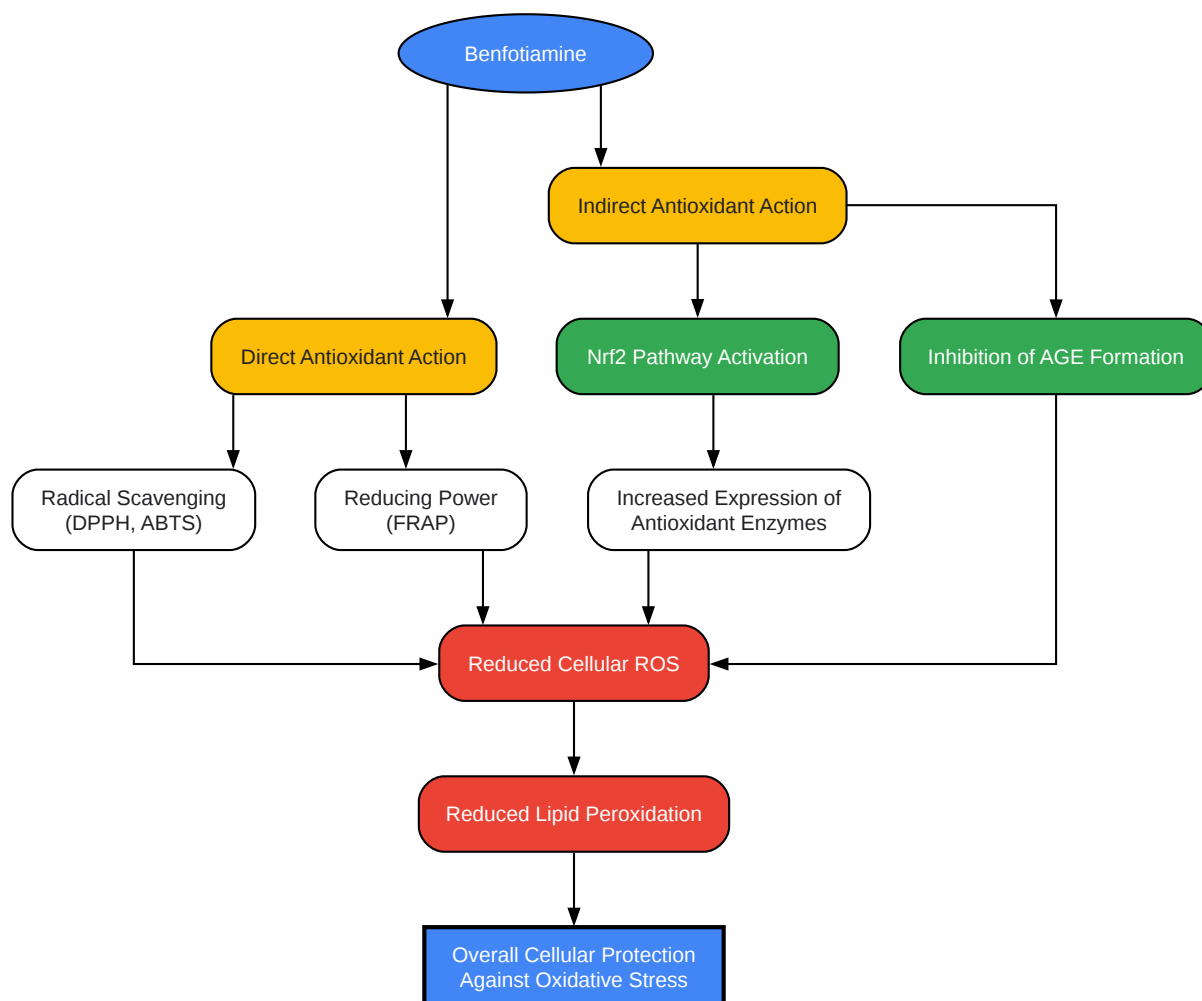 Benfotiamine
Indirect Antioxidant Action
Direct Antioxidant Action
Nrf2 Pathway Activation
Inhibition of AGE Formation
Radical Scavenging
(DPPH, ABTS)
Reducing Power
(FRAP)
Increased Expression of
Antioxidant Enzymes
Reduced Cellular ROS
Reduced Lipid Peroxidation
Overall Cellular Protection
Against Oxidative Stress